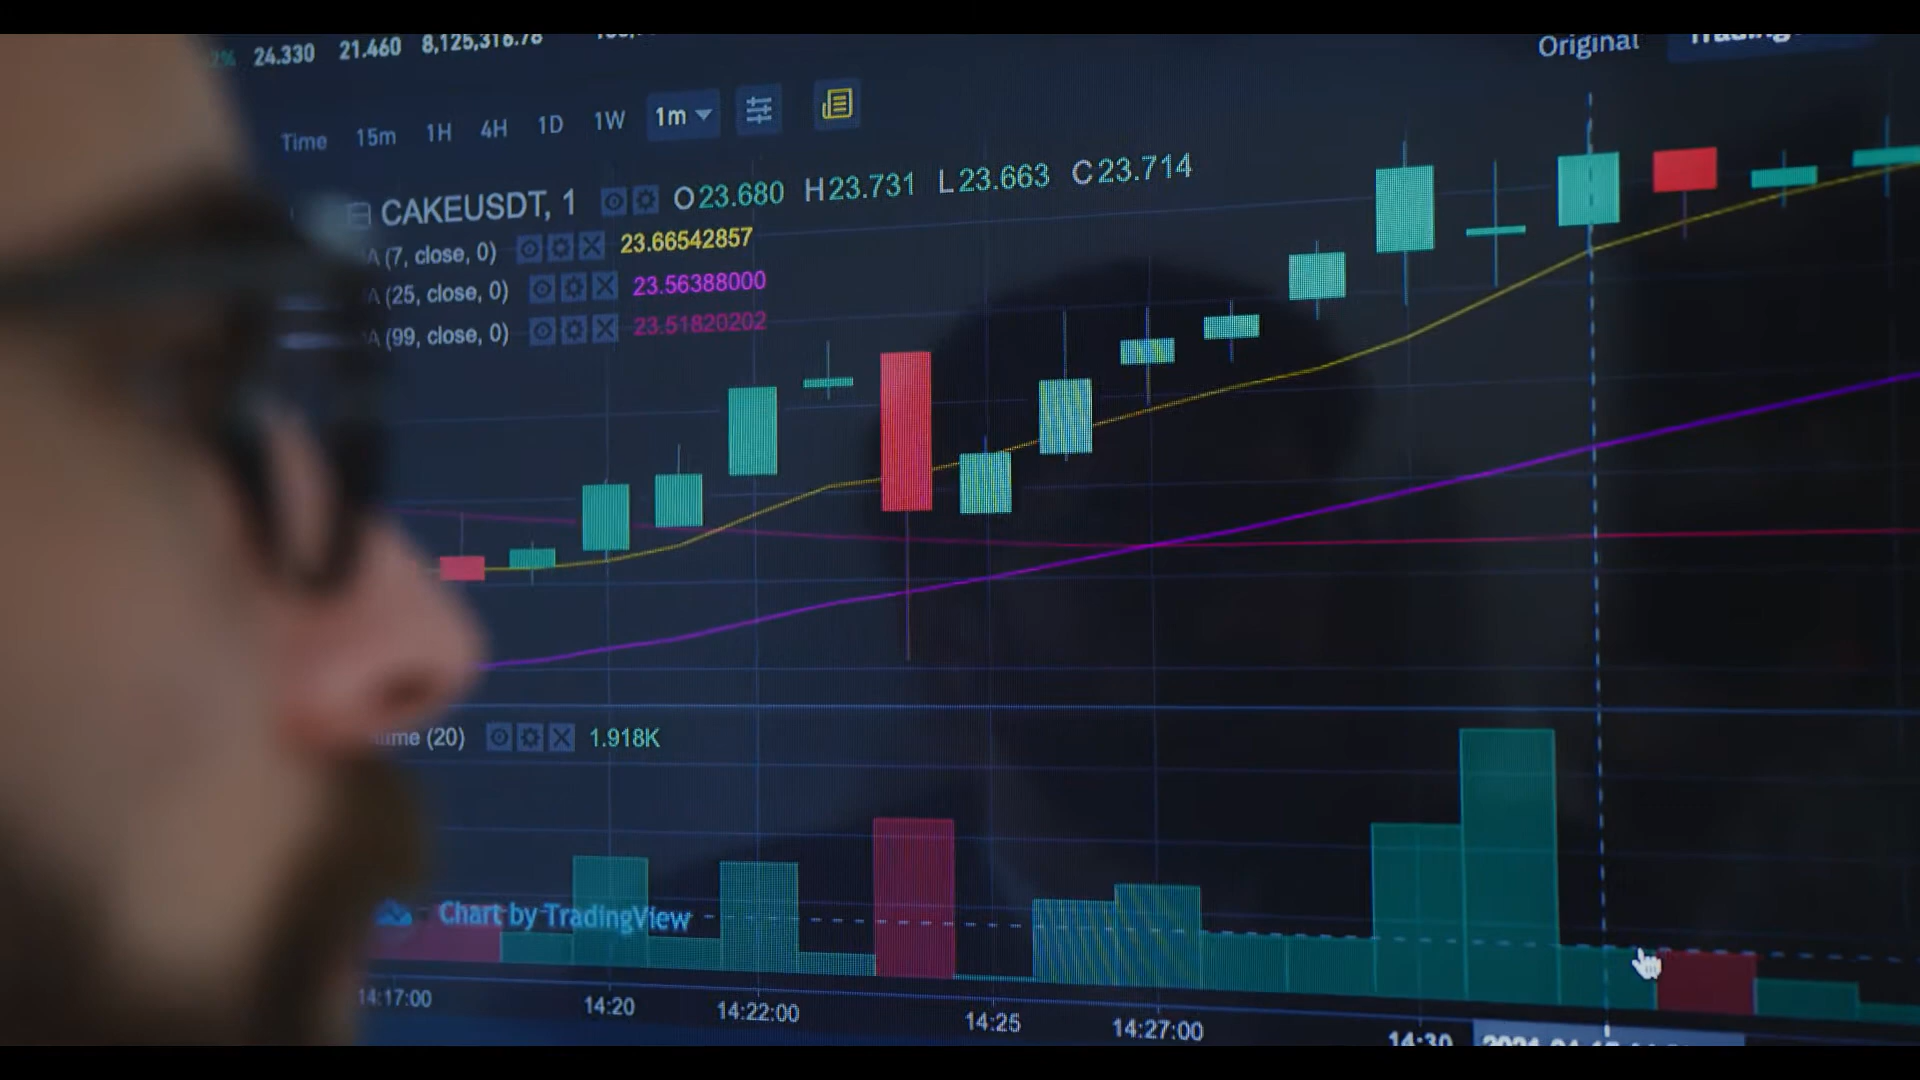 24.330 21.460 8,125,316.78
Original
Time 15m 1H 4H 1D 1W 1m
CAKEUSDT, 1 O23.680 H23.731 L23.663 C23.714
(7, close, 0) 23.66542857
(25, close, 0) 23.56388000
(99, close, 0) 23.51820202
(20) 1.918K
Chart by TradingView
14:17:00 14:20 14:22:00 14:25 14:27:00 14:30